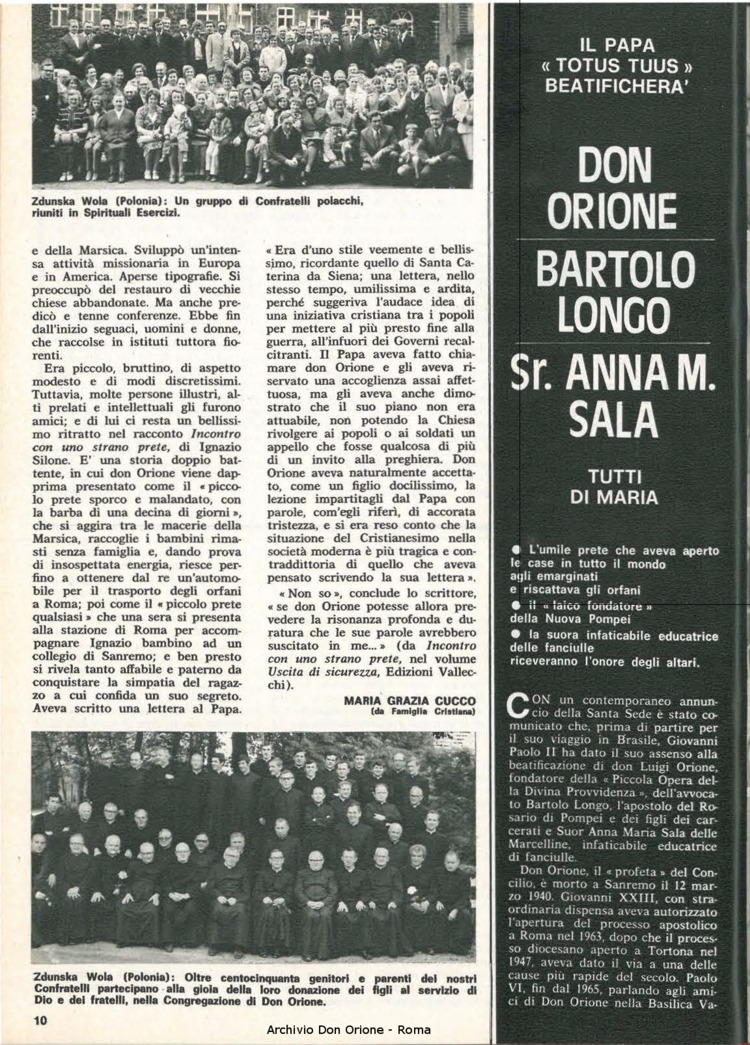 Zdunska Wola (Polonia): Un gruppo di Confratelli polacchi,
riuniti in Spirituali Esercizi.
e della Marsica. Sviluppò un'inten-
sa attività missionaria in Europa
e in America. Aperse tipografie. Si
preoccupò del restauro di vecchie
chiese abbandonate. Ma anche pre-
dicò e tenne conferenze. Ebbe fin
dall'inizio seguaci, uomini e donne,
che raccolse in istituti tuttora fio-
renti.
Era piccolo, bruttino, di aspetto
modesto e di modi discretissimi.
Tuttavia, molte persone illustri, al-
ti prelati e intellettuali gli furono
amici; e di lui ci resta un bellissi-
mo ritratto nel racconto Incontro
con uno strano prete, di Ignazio
Silone. E' una storia doppio bat-
tente, in cui don Orione viene dap-
prima presentato come il « picco-
lo prete sporco e malandato, con
la barba di una decina di giorni »,
che si aggira tra le macerie della
Marsica, raccoglie i bambini rima-
sti senza famiglia e, dando prova
di insospettata energia, riesce per-
fino a ottenere dal re un'automo-
bile per il trasporto degli orfani
a Roma; poi come il « piccolo prete
qualsiasi » che una sera si presenta
alla stazione di Roma per accom-
pagnare Ignazio bambino ad un
collegio di Sanremo; e ben presto
si rivela tanto affabile e paterno da
conquistare la simpatia del ragaz-
zo a cui confida un suo segreto.
Aveva scritto una lettera al Papa.
« Era d'uno stile veemente e bellis-
simo, ricordante quello di Santa Ca-
terina da Siena; una lettera, nello
stesso tempo, umilissima e ardita,
perché suggeriva l'audace idea di
una iniziativa cristiana tra i popoli
per mettere al più presto fine alla
guerra, all'infuori dei Governi recal-
citranti. Il Papa aveva fatto chia-
mare don Orione e gli aveva ri-
servato una accoglienza assai affet-
tuosa, ma gli aveva anche dimo-
strato che il suo piano non era
attuabile, non potendo la Chiesa
rivolgere ai popoli o ai soldati un
appello che fosse qualcosa di più
di un invito alla preghiera. Don
Orione aveva naturalmente accetta-
to, come un figlio docilissimo, la
lezione impartitagli dal Papa con
parole, com'egli riferì, di accorata
tristezza, e si era reso conto che la
situazione del Cristianesimo nella
società moderna è più tragica e con-
traddittoria di quello che aveva
pensato scrivendo la sua lettera ».
« Non so », conclude lo scrittore,
« se don Orione potesse allora pre-
vedere la risonanza profonda e du-
ratura che le sue parole avrebbero
suscitato in me... » (da Incontro
con uno strano prete, nel volume
Uscita di sicurezza, Edizioni Vallec-
chi).
MARIA GRAZIA CUCCO
(da Famiglia Cristiana)
Zdunska Wola (Polonia): Oltre centocinquanta genitori e parenti dei nostri
Confratelli partecipano alla gioia della loro donazione dei figli al servizio di
Dio e dei fratelli, nella Congregazione di Don Orione.
10
IL PAPA
« TOTUS TUUS »
BEATIFICHERA'
DON
ORIONE
BARTOLO
LONGO
Sr. ANNA M.
SALA
TUTTI
DI MARIA
● L'umile prete che aveva aperto
le case in tutto il mondo
agli emarginati
e riscattava gli orfani
● il « laico fondatore »
della Nuova Pompei
● la suora infaticabile educatrice
delle fanciulle
riceveranno l'onore degli altari.
CON un contemporaneo annun-
cio della Santa Sede è stato co-
municato che, prima di partire per
il suo viaggio in Brasile, Giovanni
Paolo II ha dato il suo assenso alla
beatificazione di don Luigi Orione,
fondatore della « Piccola Opera del-
la Divina Provvidenza », dell'avvoca-
to Bartolo Longo, l'apostolo del Ro-
sario di Pompei e dei figli dei car-
cerati e Suor Anna Maria Sala delle
Marcelline, infaticabile educatrice
di fanciulle.
Don Orione, il « profeta » del Con-
cilio, è morto a Sanremo il 12 mar-
zo 1940. Giovanni XXIII, con stra-
ordinaria dispensa aveva autorizzato
l'apertura del processo apostolico
a Roma nel 1963, dopo che il proces-
so diocesano aperto a Tortona nel
1947, aveva dato il via a una delle
cause più rapide del secolo. Paolo
VI, fin dal 1965, parlando agli ami-
ci di Don Orione nella Basilica Va-
Archivio Don Orione - Roma